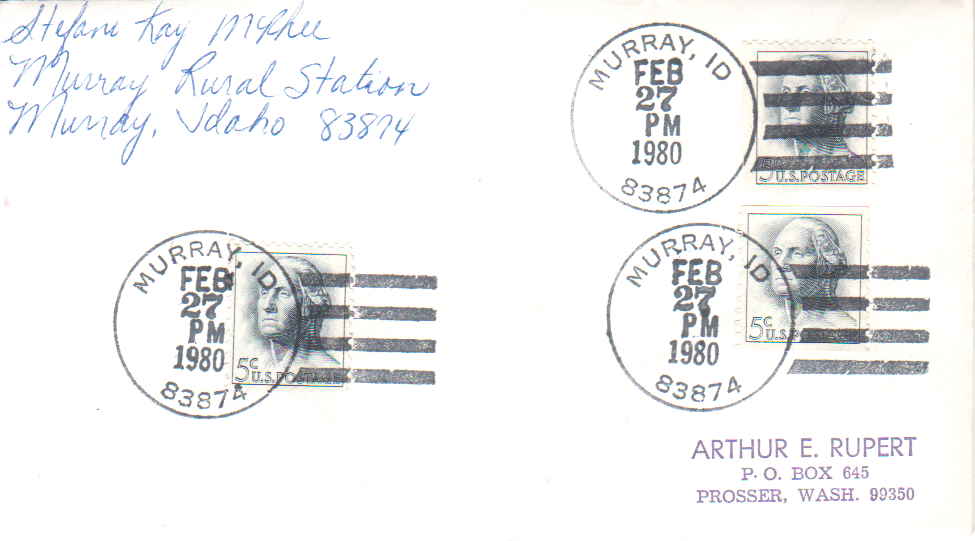 Stefani Kay McPhee
Murray Rural Station
Murray, Idaho 83874
MURRAY, ID
FEB
27
PM
1980
83874
5c
U.S. POSTAGE
MURRAY, ID
FEB
27
PM
1980
83874
5c
U.S. POSTAGE
MURRAY, ID
FEB
27
PM
1980
83874
5c
U.S. POSTAGE
ARTHUR E. RUPERT
P. O. BOX 645
PROSSER, WASH. 99350